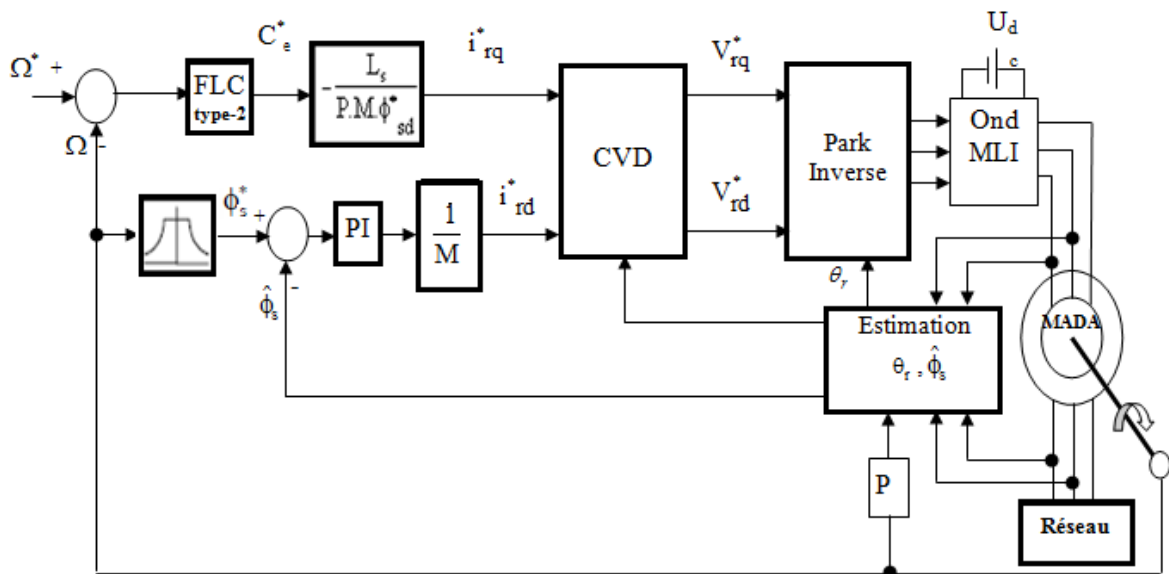 C*e
i*rq
Ud
Ω* +
FLC
type-2
- Ls / P.M.ϕ*sd
V*rq
c
Ond
MLI
Ω -
CVD
Park
Inverse
ϕ*s
+
PI
1/M
i*rd
V*rd
ϕ̂s
-
θr
Estimation
θr , ϕ̂s
MADA
P
Réseau